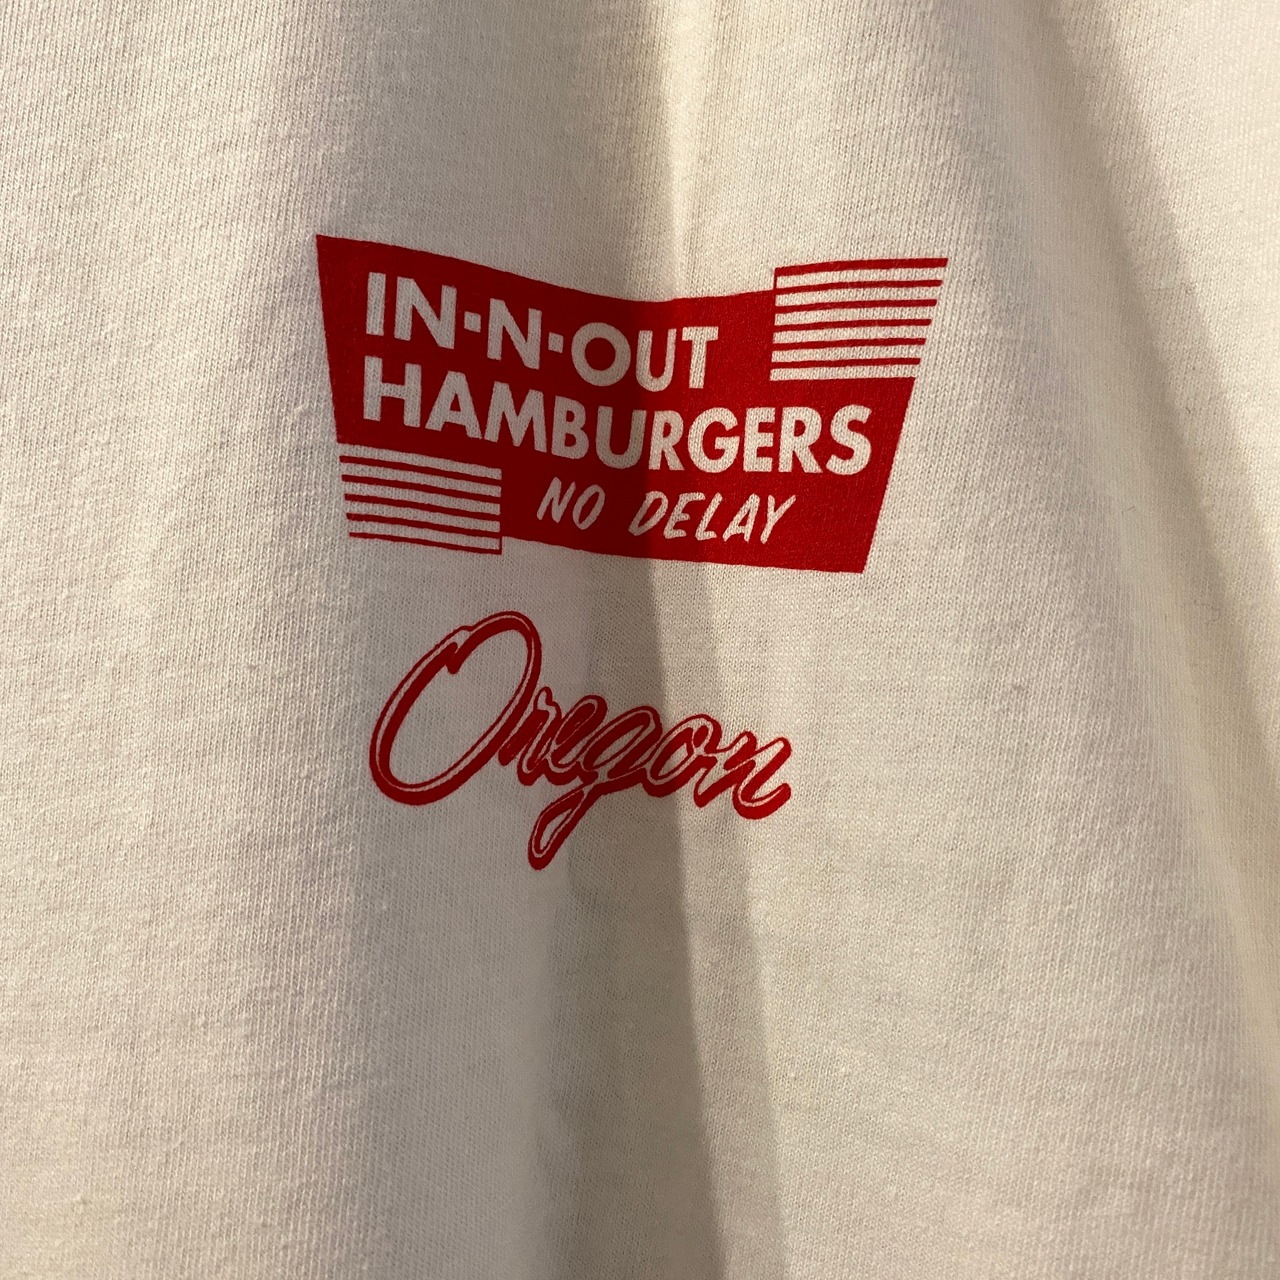 IN-N-OUT
HAMBURGERS
NO DELAY
Oregon